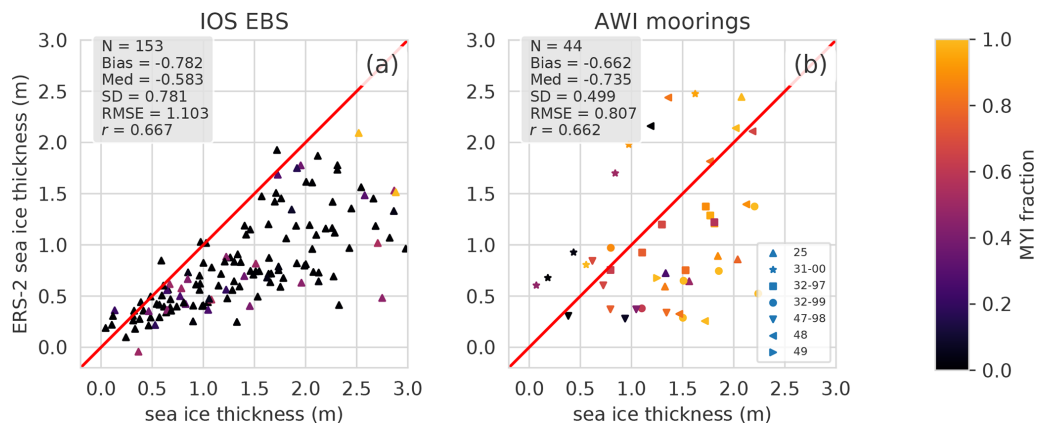 IOS EBS
N = 153
Bias = -0.782
Med = -0.583
SD = 0.781
RMSE = 1.103
r = 0.667
(a)
3.0
2.5
2.0
1.5
1.0
0.5
0.0
ERS-2 sea ice thickness (m)
0.0 0.5 1.0 1.5 2.0 2.5 3.0
sea ice thickness (m)
AWI moorings
N = 44
Bias = -0.662
Med = -0.735
SD = 0.499
RMSE = 0.807
r = 0.662
(b)
3.0
2.5
2.0
1.5
1.0
0.5
0.0
25
31-00
32-97
32-99
47-98
48
49
0.0 0.5 1.0 1.5 2.0 2.5 3.0
sea ice thickness (m)
1.0
0.8
0.6
0.4
0.2
0.0
MYI fraction